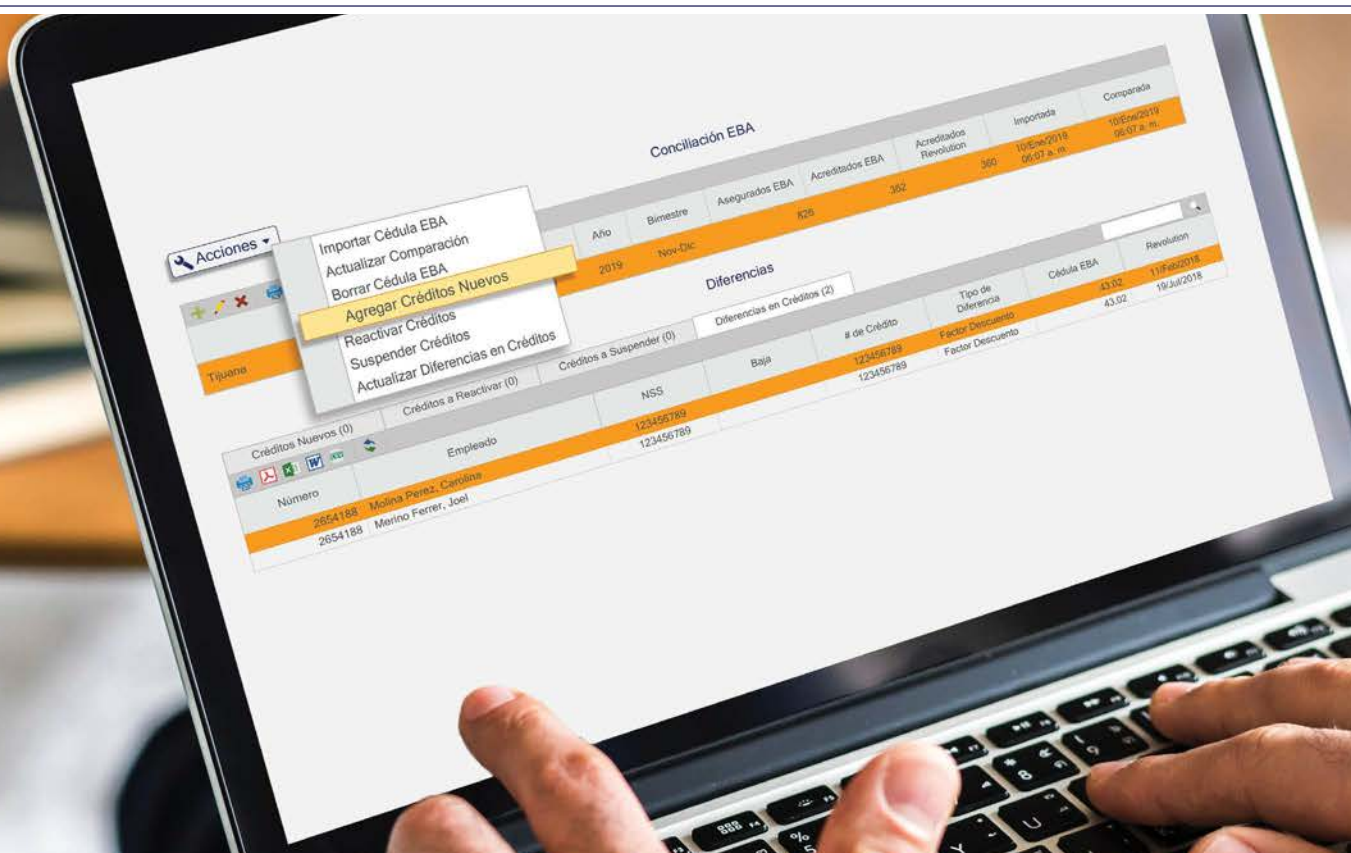 Conciliación EBA
Acciones
Importar Cédula EBA
Actualizar Comparación
Borrar Cédula EBA
Agregar Créditos Nuevos
Reactivar Créditos
Suspender Créditos
Actualizar Diferencias en Créditos
Año Bimestre Asegurados EBA Acreditados EBA Acreditados Revolution Importada Comparada
Tijuana 2019 Nov-Dic 826 362 360 10/Ene/2019 06:07 a. m. 10/Ene/2019 06:07 a. m.
Diferencias
Créditos Nuevos (0) Créditos a Reactivar (0) Créditos a Suspender (0) Diferencias en Créditos (2)
Número Empleado NSS Baja # de Crédito Tipo de Diferencia Cédula EBA Revolution
2654188 Molina Perez, Carolina 123456789 123456789 Factor Descuento 43.02 11/Feb/2018
2654188 Merino Ferrer, Joel 123456789 123456789 Factor Descuento 43.02 19/Jul/2018